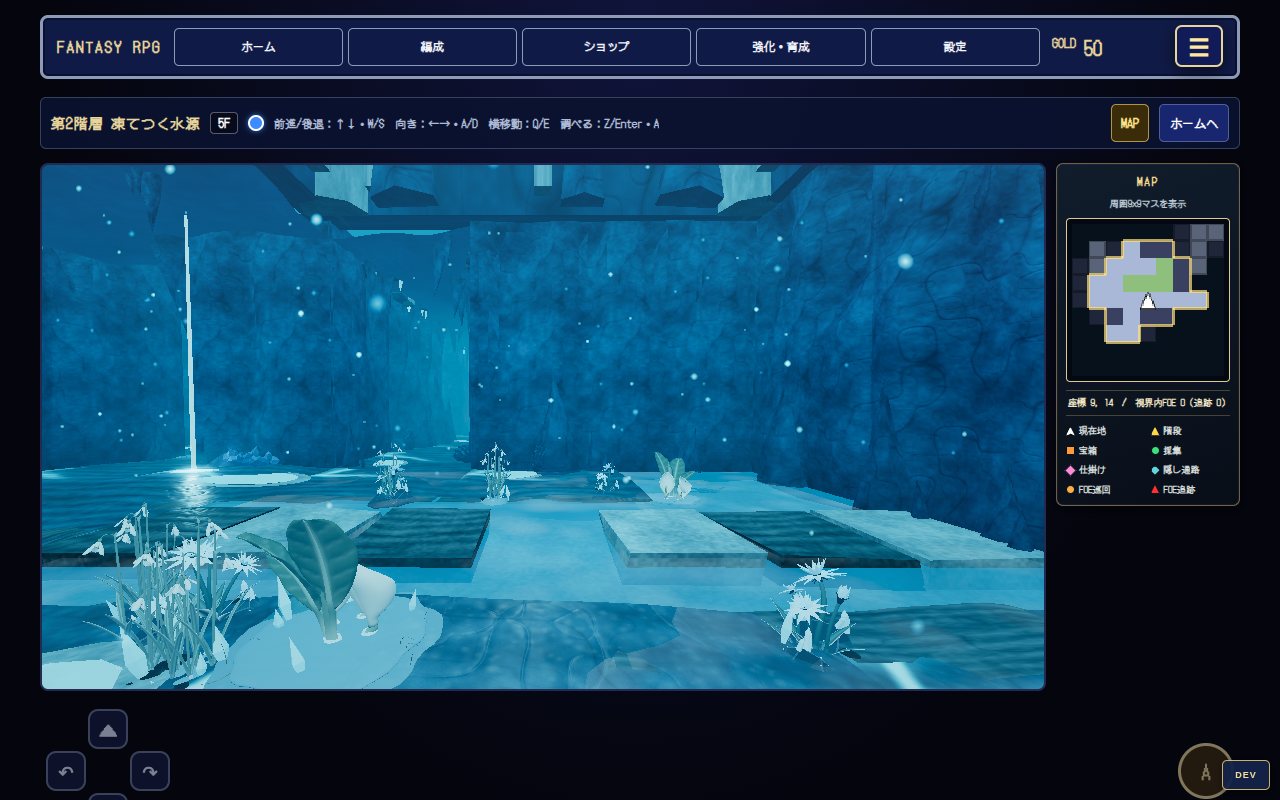 FANTASY RPG
ホーム
編成
ショップ
強化・育成
設定
GOLD 50
第2階層 凍てつく水源
5F
前進/後退：↑↓・W/S 向き：←→・A/D 横移動：Q/E 調べる：Z/Enter・A
MAP
ホームへ
MAP
周囲9x9マスを表示
座標 9, 14 / 視界内FOE 0 (追跡 0)
現在地
階段
宝箱
採集
仕掛け
隠し通路
FOE巡回
FOE追跡
A
DEV